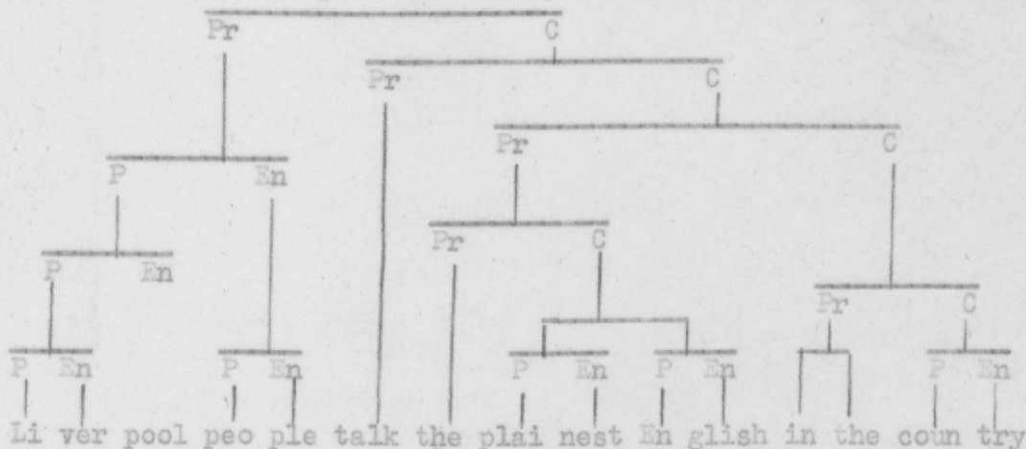 Pr C
Pr C
Pr C
P En
Pr C
P En
Pr C
P En P En P En P En P En
Li ver pool peo ple talk the plai nest En glish in the coun try